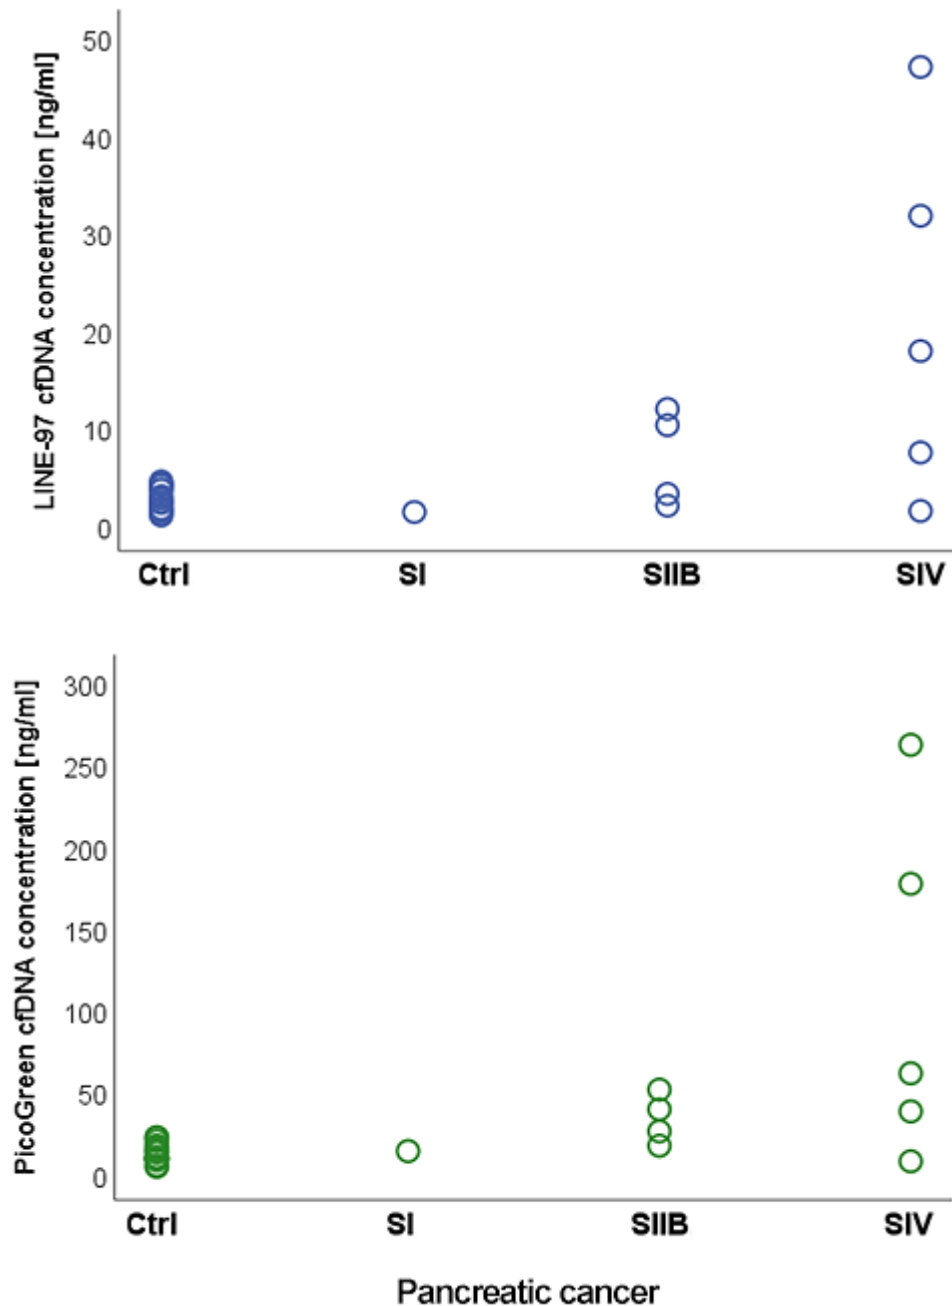 LINE-97 cfDNA concentration [ng/ml]
50
40
30
20
10
0
Ctrl SI SIIB SIV
PicoGreen cfDNA concentration [ng/ml]
300
250
200
150
100
50
0
Ctrl SI SIIB SIV
Pancreatic cancer